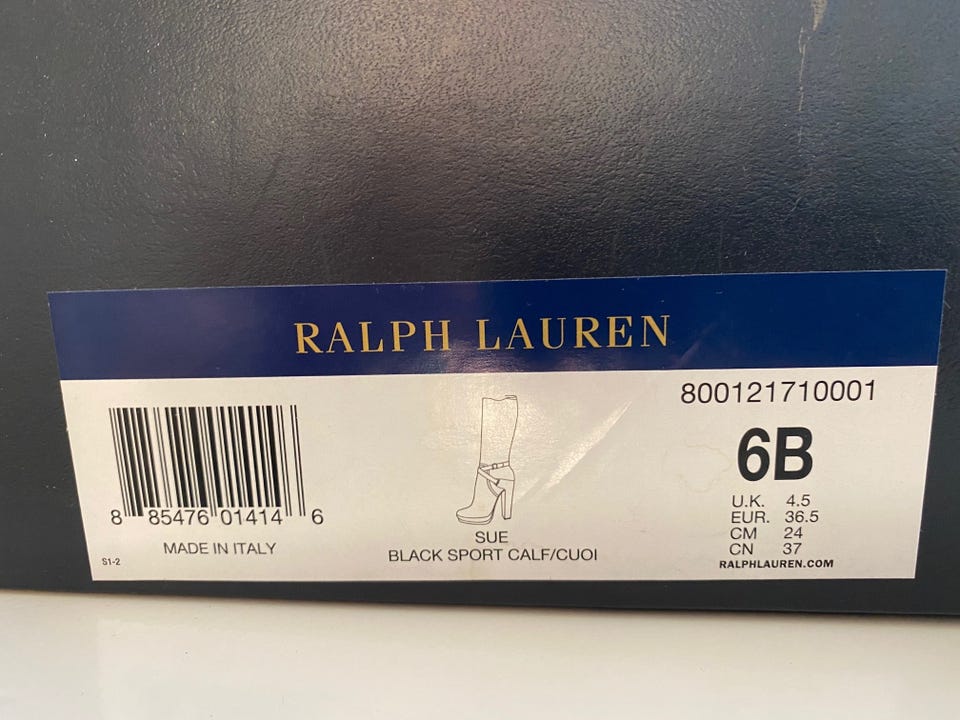 RALPH LAUREN
800121710001
6B
U.K. 4.5
EUR. 36.5
CM 24
CN 37
RALPHLAUREN.COM
8 85476 01414 6
MADE IN ITALY
S1-2
SUE
BLACK SPORT CALF/CUOI